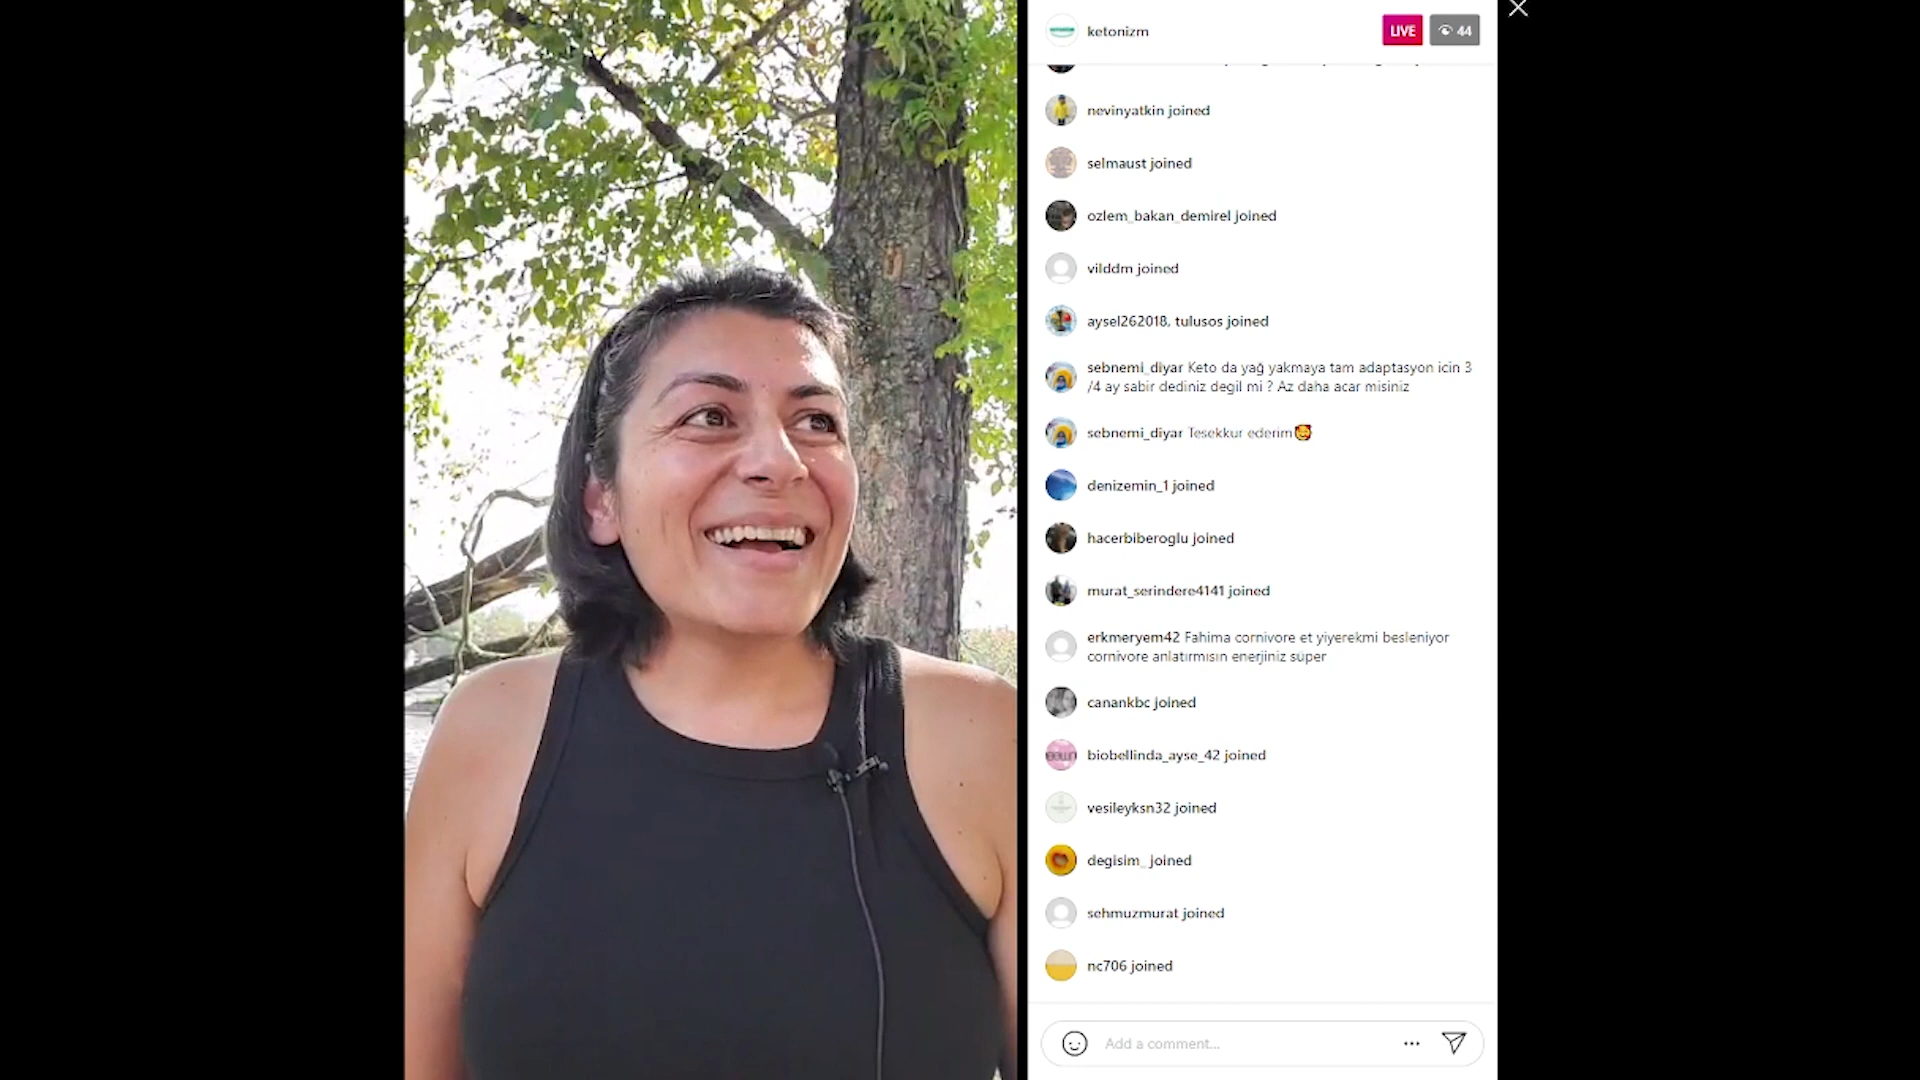 ketonizm
LIVE
44
nevinyatkin joined
selmaust joined
ozlem_bakan_demirel joined
vilddm joined
aysel262018, tulusos joined
sebnemi_diyar Keto da yağ yakmaya tam adaptasyon icin 3
/4 ay sabir dediniz degil mi ? Az daha acar misiniz
sebnemi_diyar Tesekkur ederim🥰
denizemin_1 joined
hacerbiberoglu joined
murat_serindere4141 joined
erkmeryem42 Fahima cornivore et yiyerekmi besleniyor
cornivore anlatırmısın enerjiniz süper
canankbc joined
biobellinda_ayse_42 joined
vesileyksn32 joined
degisim_ joined
sehmuzmurat joined
nc706 joined
Add a comment...